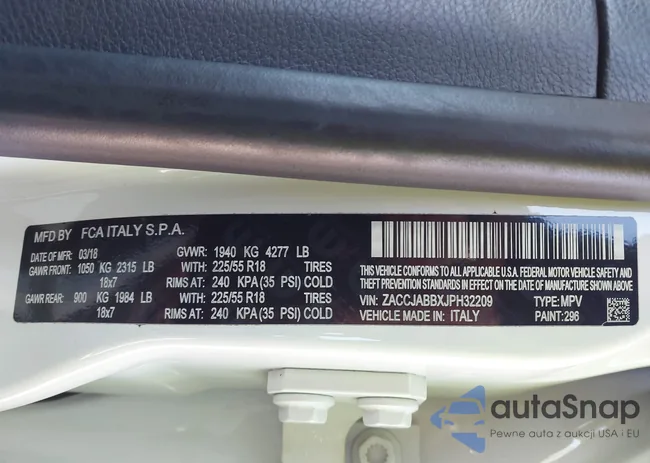 MFD BY FCA ITALY S.P.A.
DATE OF MFR: 03/18 GVWR: 1940 KG 4277 LB
GAWR FRONT: 1050 KG 2315 LB WITH 225/55 R18 TIRES
18x7 RIMS AT: 240 KPA (35 PSI) COLD
GAWR REAR: 900 KG 1984 LB WITH 225/55 R18 TIRES
18x7 RIMS AT: 240 KPA (35 PSI) COLD
THIS VEHICLE CONFORMS TO ALL APPLICABLE U.S.A. FEDERAL MOTOR VEHICLE SAFETY
AND THEFT PREVENTION STANDARDS IN EFFECT ON THE DATE OF MANUFACTURE SHOWN ABOVE
VIN: ZACCJABBXJPH32209 TYPE: MPV
VEHICLE MADE IN: ITALY PAINT: 296
autaSnap
Pewne auta z aukcji USA i EU